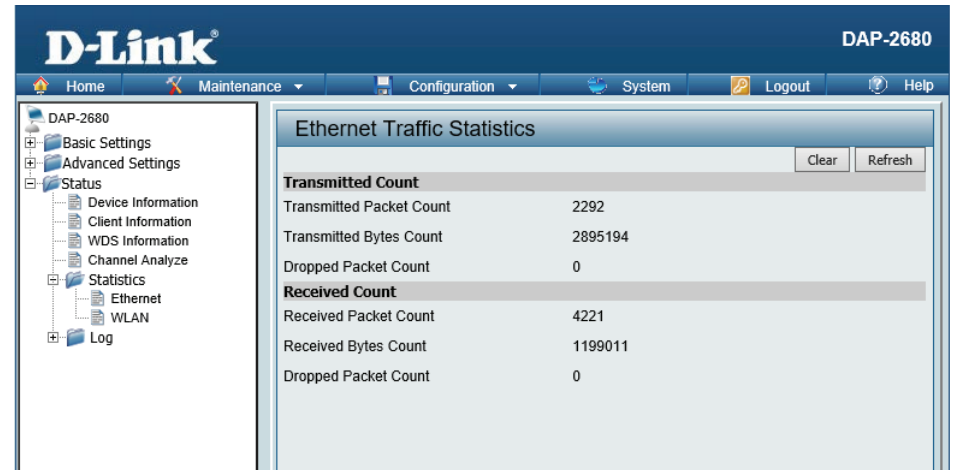 D-Link®
DAP-2680
Home Maintenance Configuration System Logout Help
DAP-2680
Basic Settings
Advanced Settings
Status
Device Information
Client Information
WDS Information
Channel Analyze
Statistics
Ethernet
WLAN
Log
Ethernet Traffic Statistics
Clear Refresh
Transmitted Count
Transmitted Packet Count 2292
Transmitted Bytes Count 2895194
Dropped Packet Count 0
Received Count
Received Packet Count 4221
Received Bytes Count 1199011
Dropped Packet Count 0